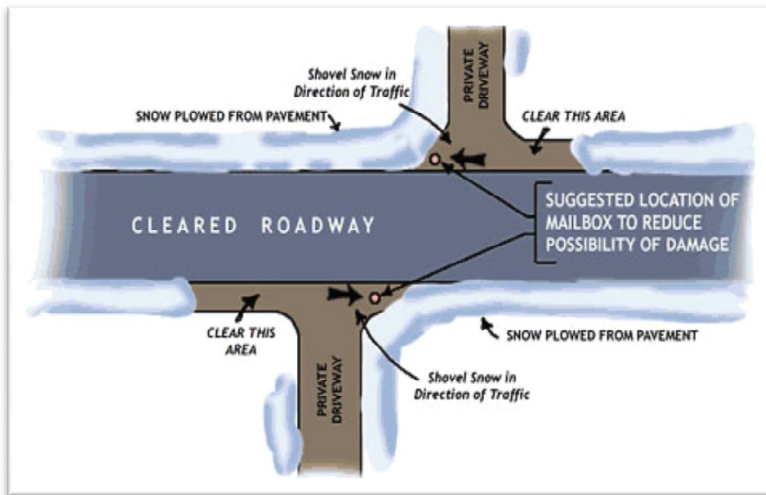 Shovel Snow in
Direction of Traffic
PRIVATE
DRIVEWAY
SNOW PLOWED FROM PAVEMENT
CLEAR THIS AREA
CLEARED ROADWAY
SUGGESTED LOCATION OF
MAILBOX TO REDUCE
POSSIBILITY OF DAMAGE
CLEAR THIS
AREA
SNOW PLOWED FROM PAVEMENT
PRIVATE
DRIVEWAY
Shovel Snow in
Direction of Traffic